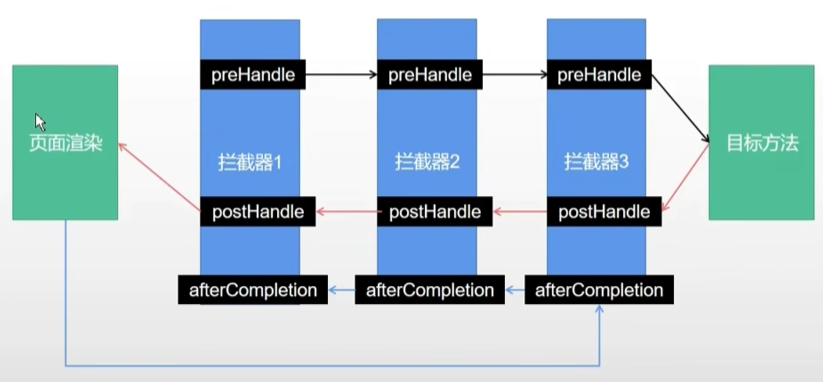 preHandle
preHandle
preHandle
页面渲染
拦截器1
拦截器2
拦截器3
目标方法
postHandle
postHandle
postHandle
afterCompletion
afterCompletion
afterCompletion